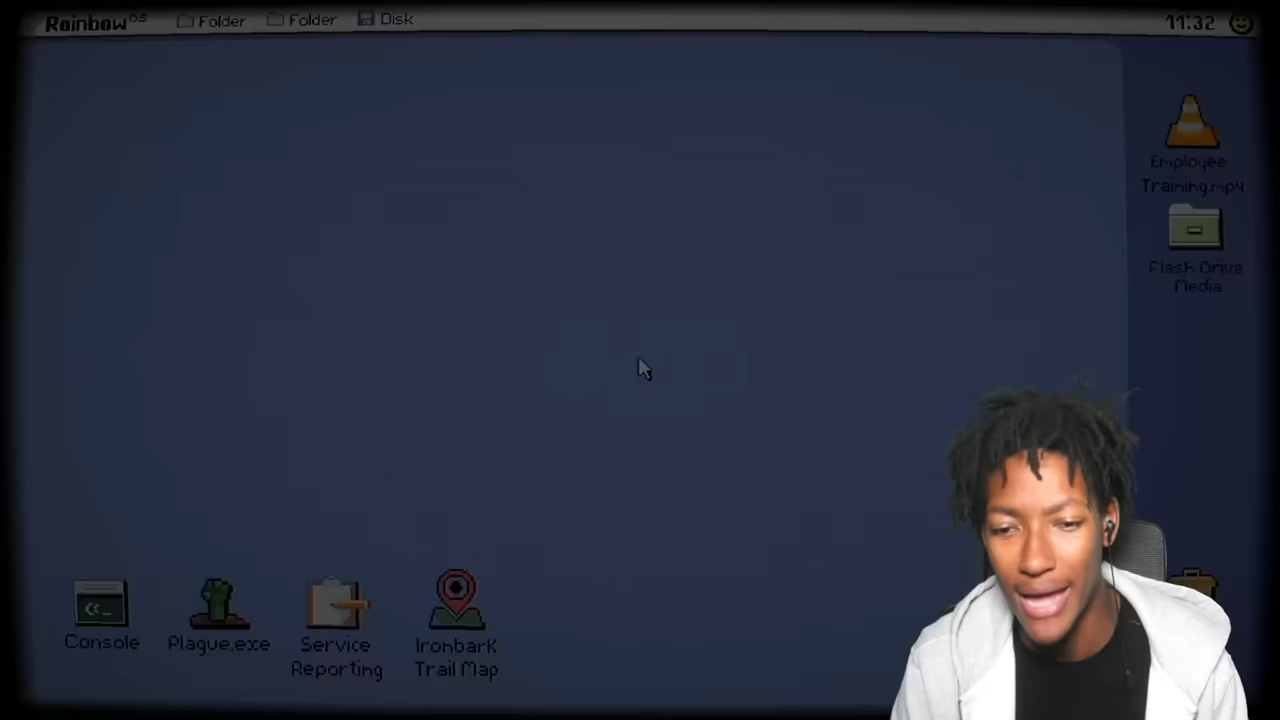 RainbowOS Folder Folder Disk 11:32
Employee
Training.mp4
Flash Drive
Media
Console
Plague.exe
Service
Reporting
Ironbark
Trail Map